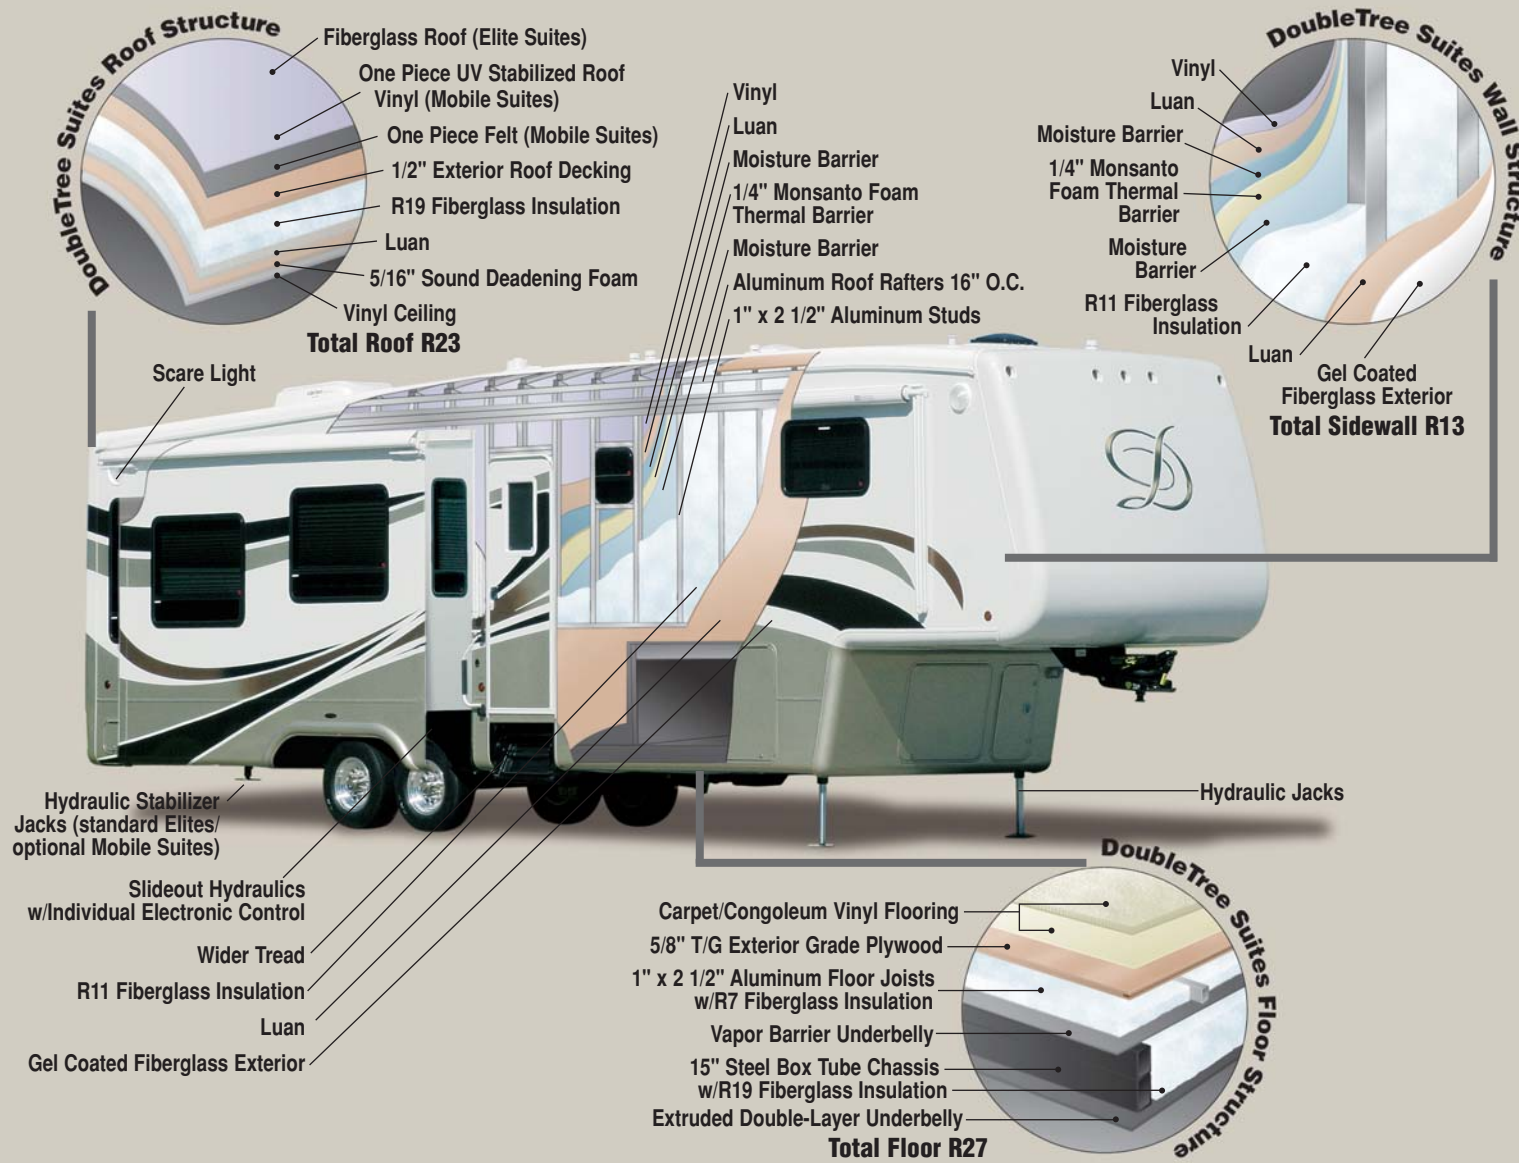 DoubleTree Suites Roof Structure
Fiberglass Roof (Elite Suites)
One Piece UV Stabilized Roof
Vinyl (Mobile Suites)
One Piece Felt (Mobile Suites)
1/2" Exterior Roof Decking
R19 Fiberglass Insulation
Luan
5/16" Sound Deadening Foam
Vinyl Ceiling
Total Roof R23
Scare Light
Vinyl
Luan
Moisture Barrier
1/4" Monsanto Foam
Thermal Barrier
Moisture Barrier
Aluminum Roof Rafters 16" O.C.
1" x 2 1/2" Aluminum Studs
DoubleTree Suites Wall Structure
Vinyl
Luan
Moisture Barrier
1/4" Monsanto
Foam Thermal
Barrier
Moisture
Barrier
R11 Fiberglass
Insulation
Luan
Gel Coated
Fiberglass Exterior
Total Sidewall R13
D
Hydraulic Stabilizer
Jacks (standard Elites/
optional Mobile Suites)
Slideout Hydraulics
w/Individual Electronic Control
Wider Tread
R11 Fiberglass Insulation
Luan
Gel Coated Fiberglass Exterior
Hydraulic Jacks
DoubleTree Suites Floor Structure
Carpet/Congoleum Vinyl Flooring
5/8" T/G Exterior Grade Plywood
1" x 2 1/2" Aluminum Floor Joists
w/R7 Fiberglass Insulation
Vapor Barrier Underbelly
15" Steel Box Tube Chassis
w/R19 Fiberglass Insulation
Extruded Double-Layer Underbelly
Total Floor R27